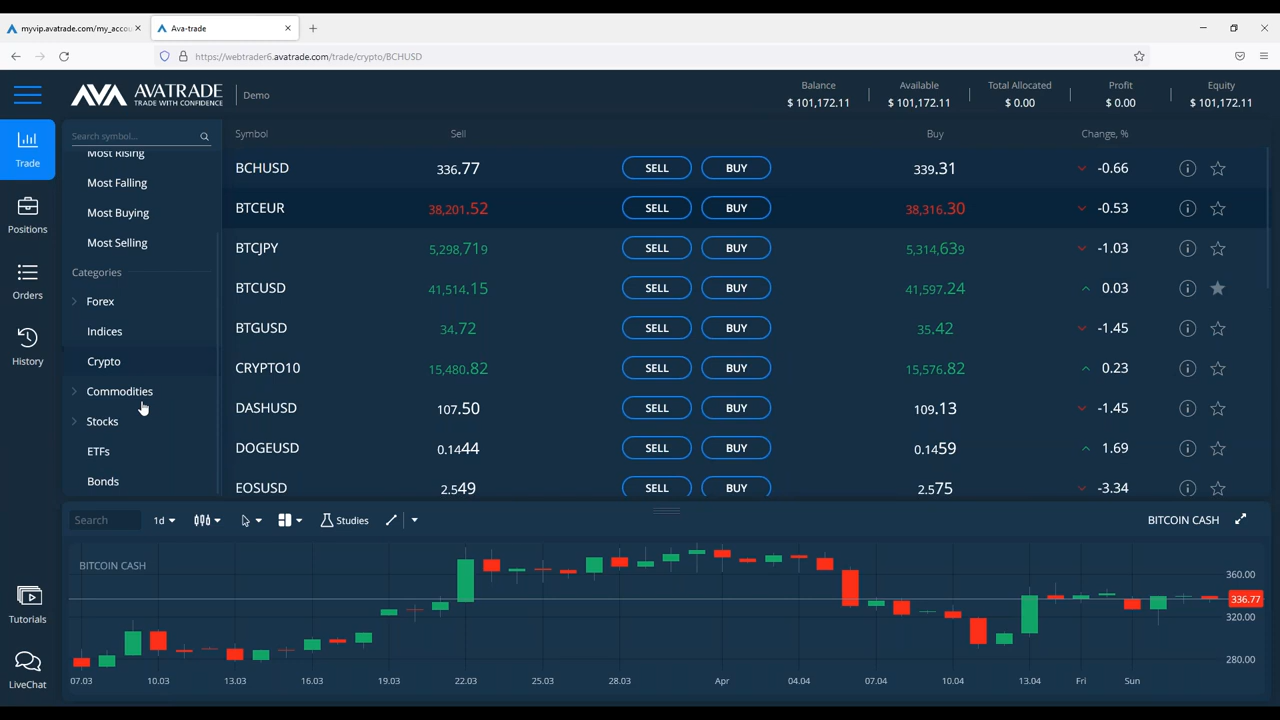 myvip.avatrade.com/my_accou
Ava-trade
https://webtrader6.avatrade.com/trade/crypto/BCHUSD
AVATRADE
TRADE WITH CONFIDENCE
Demo
Balance
$ 101,172.11
Available
$ 101,172.11
Total Allocated
$ 0.00
Profit
$ 0.00
Equity
$ 101,172.11
Trade
Positions
Orders
History
Tutorials
LiveChat
Search symbol...
Most Rising
Most Falling
Most Buying
Most Selling
Categories
Forex
Indices
Crypto
Commodities
Stocks
ETFs
Bonds
Symbol Sell Buy Change, %
BCHUSD 336.77 SELL BUY 339.31 -0.66
BTCEUR 38,201.52 SELL BUY 38,316.30 -0.53
BTCJPY 5,298,719 SELL BUY 5,314,639 -1.03
BTCUSD 41,514.15 SELL BUY 41,597.24 0.03
BTGUSD 34.72 SELL BUY 35.42 -1.45
CRYPTO10 15,480.82 SELL BUY 15,576.82 0.23
DASHUSD 107.50 SELL BUY 109.13 -1.45
DOGEUSD 0.1444 SELL BUY 0.1459 1.69
EOSUSD 2.549 SELL BUY 2.575 -3.34
Search 1d Studies BITCOIN CASH
BITCOIN CASH
360.00
336.77
320.00
280.00
07.03 10.03 13.03 16.03 19.03 22.03 25.03 28.03 Apr 04.04 07.04 10.04 13.04 Fri Sun